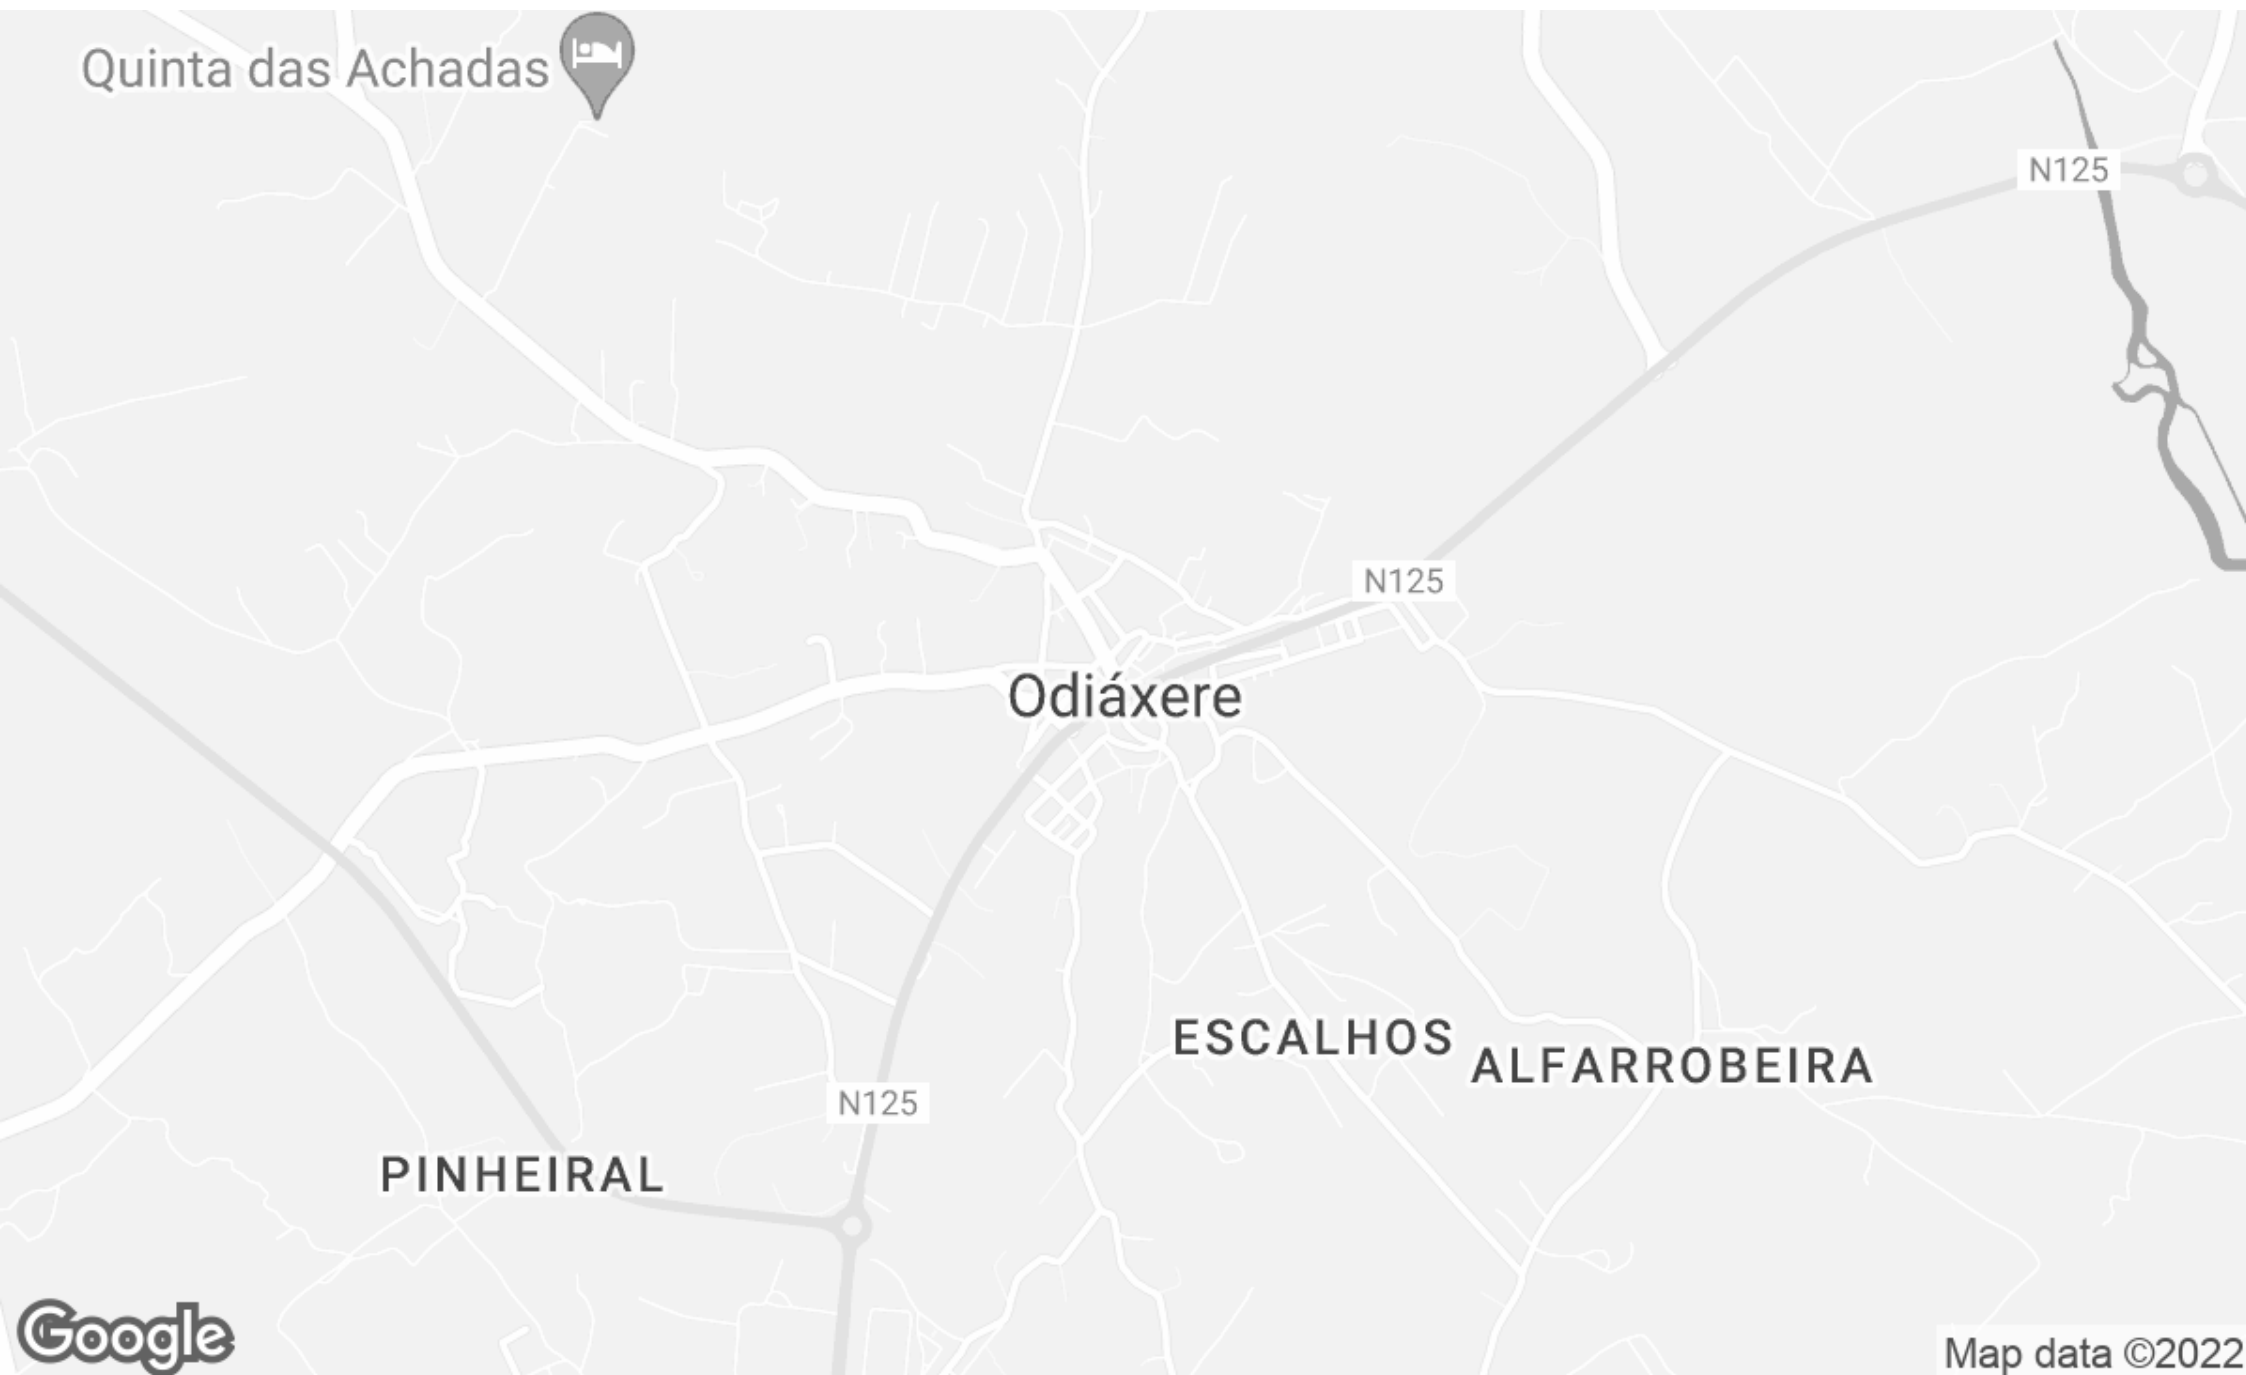 Quinta das Achadas
N125
N125
Odiáxere
ESCALHOS
ALFARROBEIRA
N125
PINHEIRAL
Google
Map data ©2022